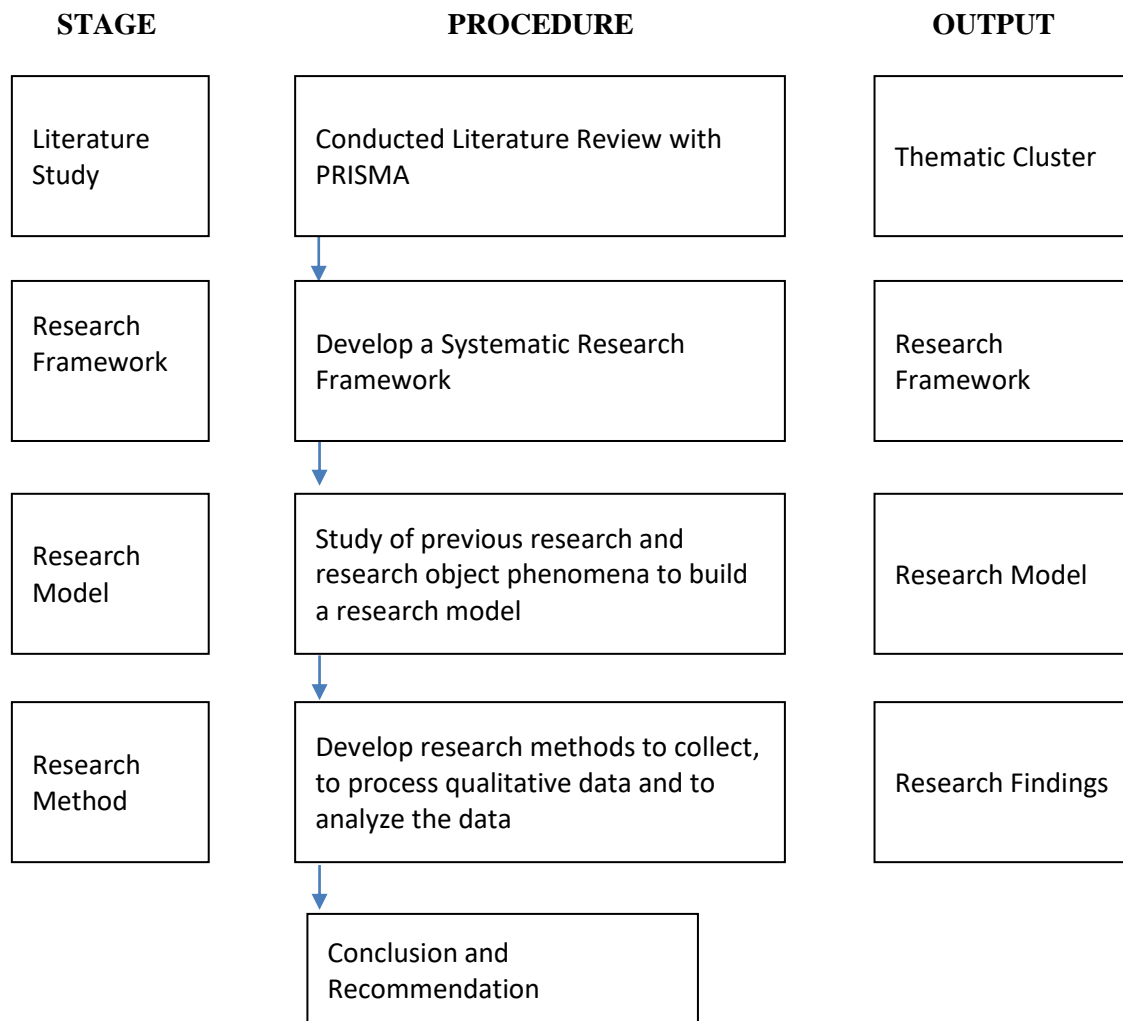 STAGE
PROCEDURE
OUTPUT
Literature
Study
Conducted Literature Review with
PRISMA
Thematic Cluster
Research
Framework
Develop a Systematic Research
Framework
Research
Framework
Research
Model
Study of previous research and
research object phenomena to build
a research model
Research Model
Research
Method
Develop research methods to collect,
to process qualitative data and to
analyze the data
Research Findings
Conclusion and
Recommendation